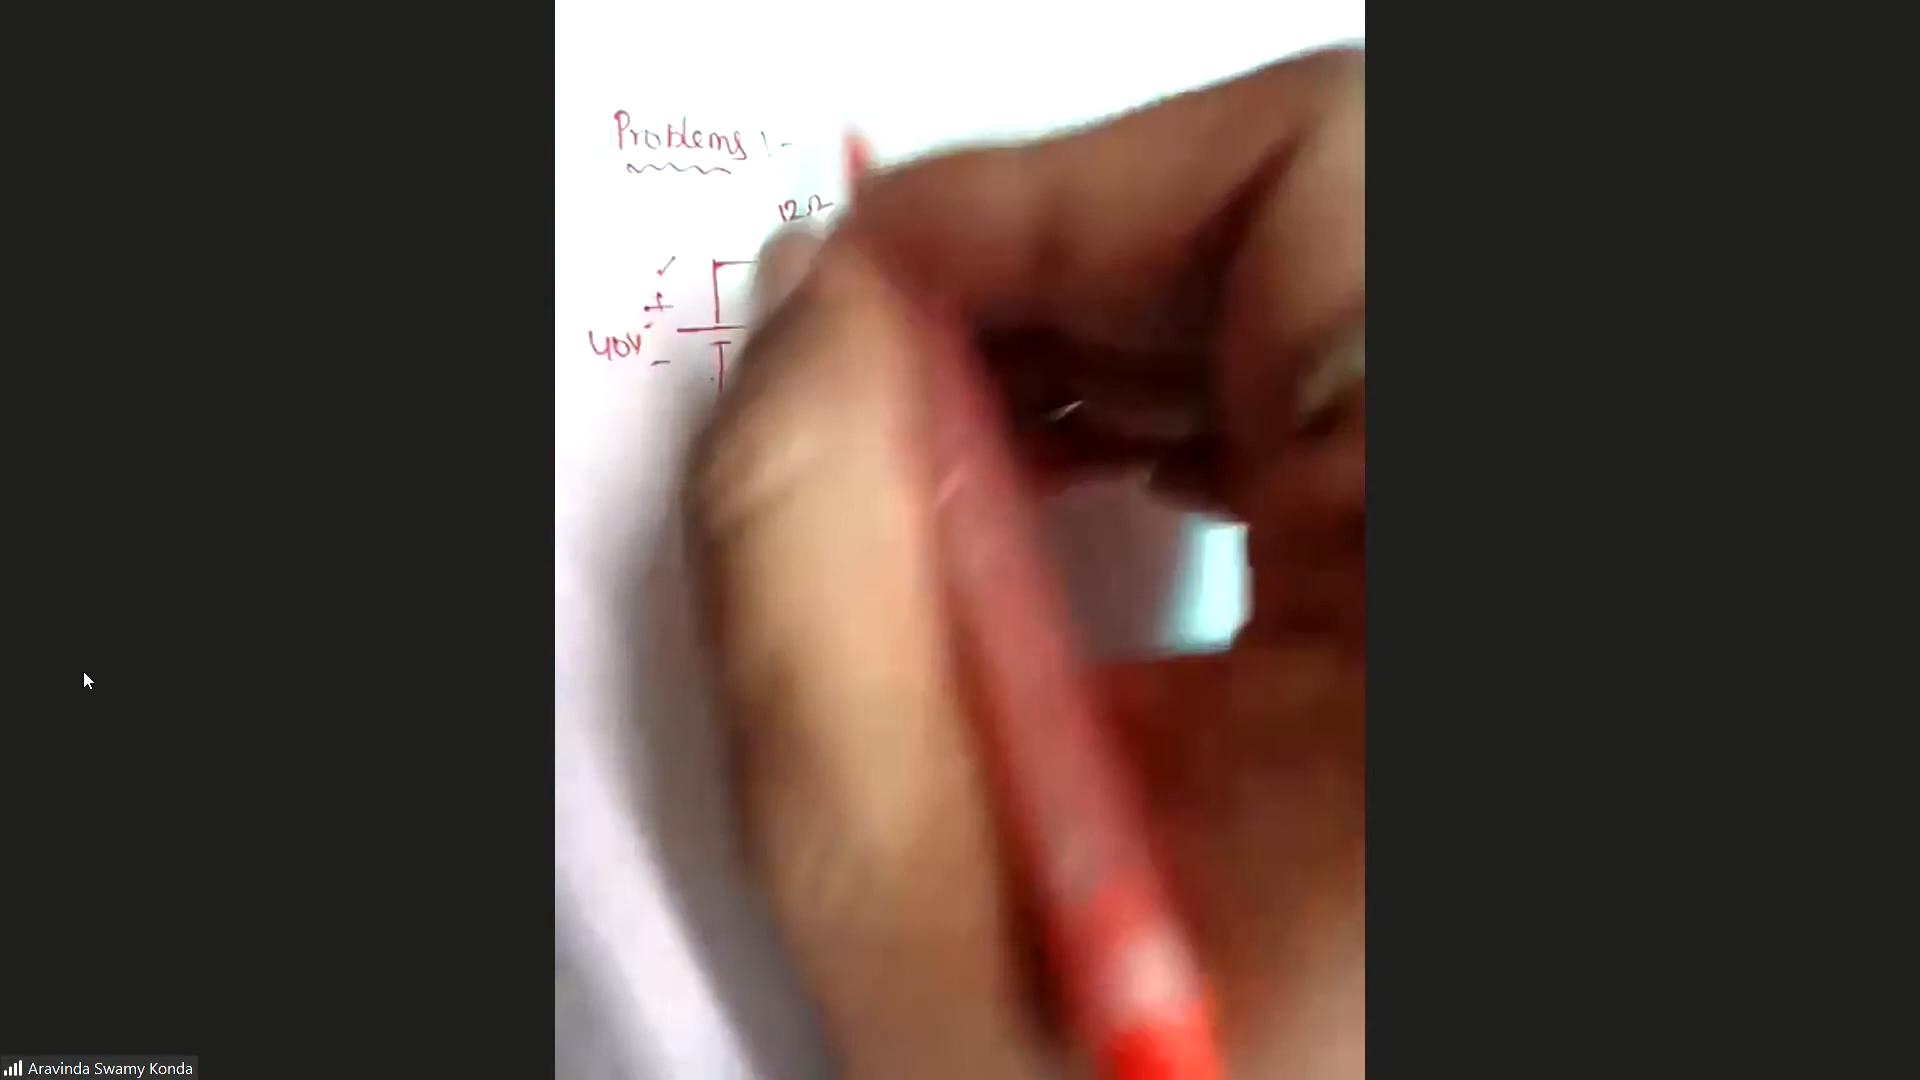 Problems :-
12Ω
+
40V
-
Aravinda Swamy Konda